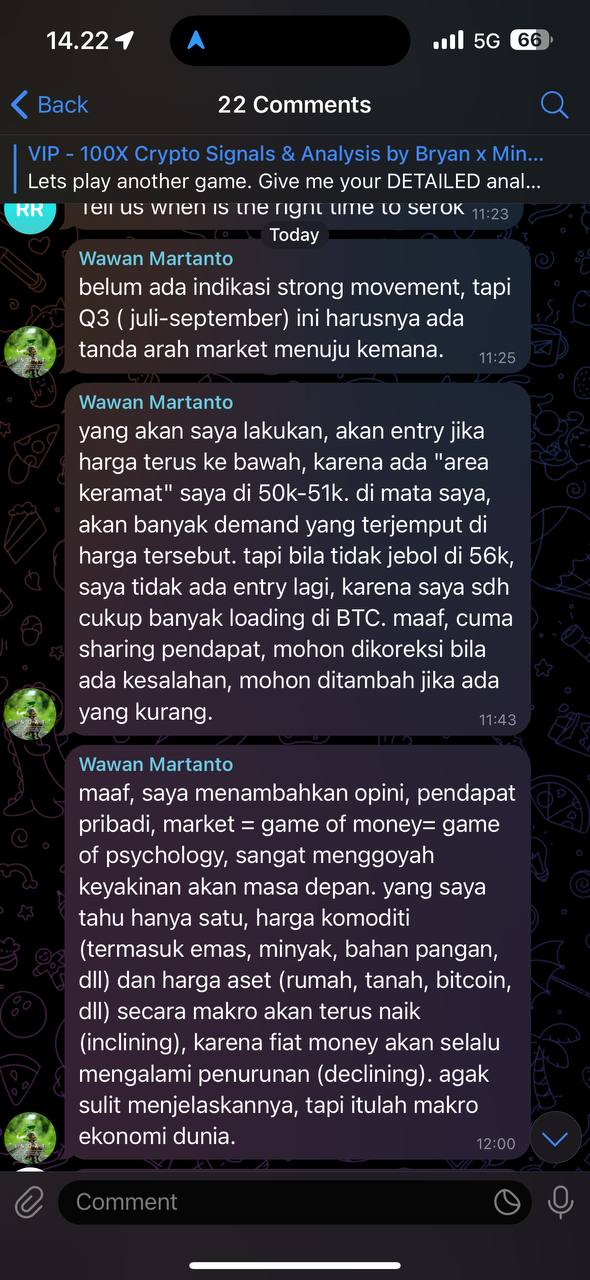 14.22
5G
66
Back
22 Comments
VIP - 100X Crypto Signals & Analysis by Bryan x Min...
Lets play another game. Give me your DETAILED anal...
RR
Tell us when is the right time to serok
11:23
Today
Wawan Martanto
belum ada indikasi strong movement, tapi
Q3 ( juli-september) ini harusnya ada
tanda arah market menuju kemana.
11:25
Wawan Martanto
yang akan saya lakukan, akan entry jika
harga terus ke bawah, karena ada "area
keramat" saya di 50k-51k. di mata saya,
akan banyak demand yang terjemput di
harga tersebut. tapi bila tidak jebol di 56k,
saya tidak ada entry lagi, karena saya sdh
cukup banyak loading di BTC. maaf, cuma
sharing pendapat, mohon dikoreksi bila
ada kesalahan, mohon ditambah jika ada
yang kurang.
11:43
Wawan Martanto
maaf, saya menambahkan opini, pendapat
pribadi, market = game of money= game
of psychology, sangat menggoyah
keyakinan akan masa depan. yang saya
tahu hanya satu, harga komoditi
(termasuk emas, minyak, bahan pangan,
dll) dan harga aset (rumah, tanah, bitcoin,
dll) secara makro akan terus naik
(inclining), karena fiat money akan selalu
mengalami penurunan (declining). agak
sulit menjelaskannya, tapi itulah makro
ekonomi dunia.
12:00
Comment